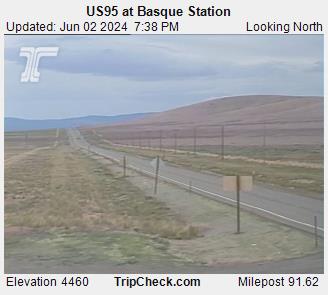 US95 at Basque Station
Updated: Jun 02 2024 7:38 PM Looking North
Elevation 4460 TripCheck.com Milepost 91.62